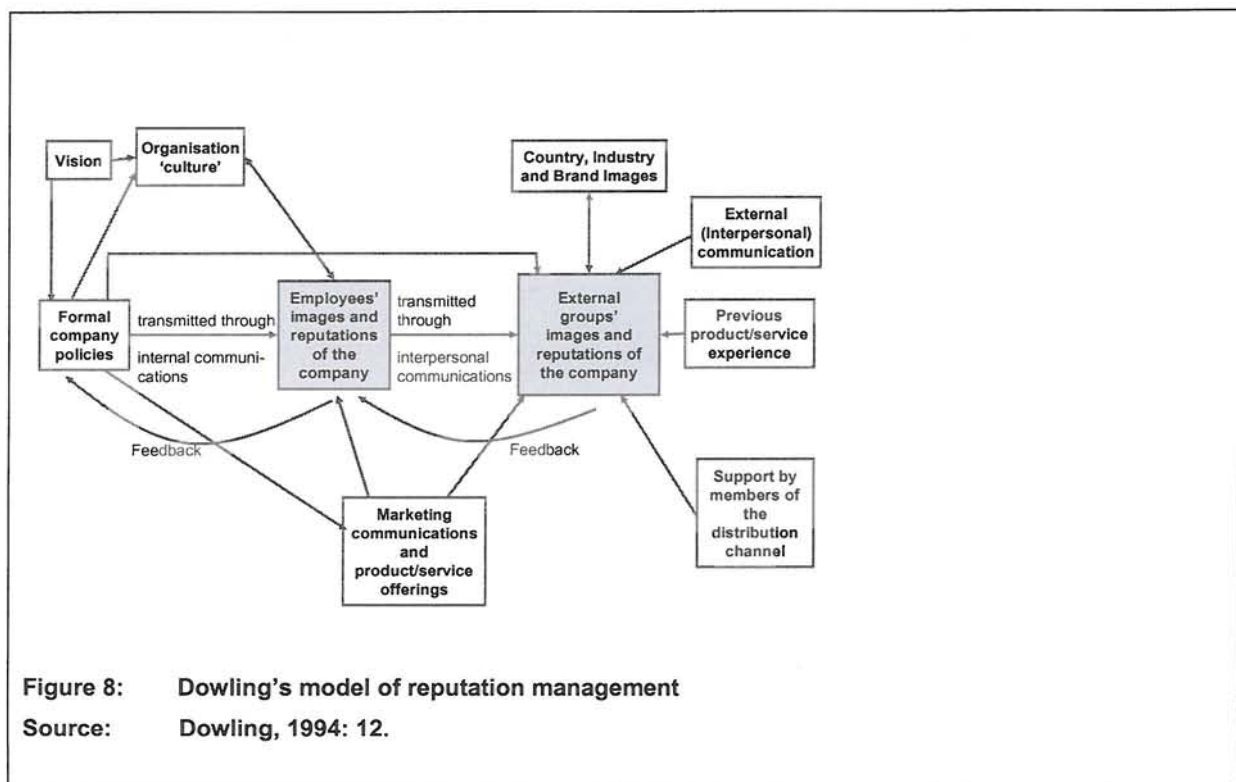 Vision
Organisation
'culture'
Country, Industry
and Brand Images
External
(Interpersonal)
communication
Formal
company
policies
transmitted through
internal communi-
cations
Employees'
images and
reputations
of the
company
transmitted
through
interpersonal
communications
External
groups'
images and
reputations of
the company
Previous
product/service
experience
Feedback
Feedback
Marketing
communications
and
product/service
offerings
Support by
members of
the
distribution
channel
Figure 8: Dowling's model of reputation management
Source: Dowling, 1994: 12.